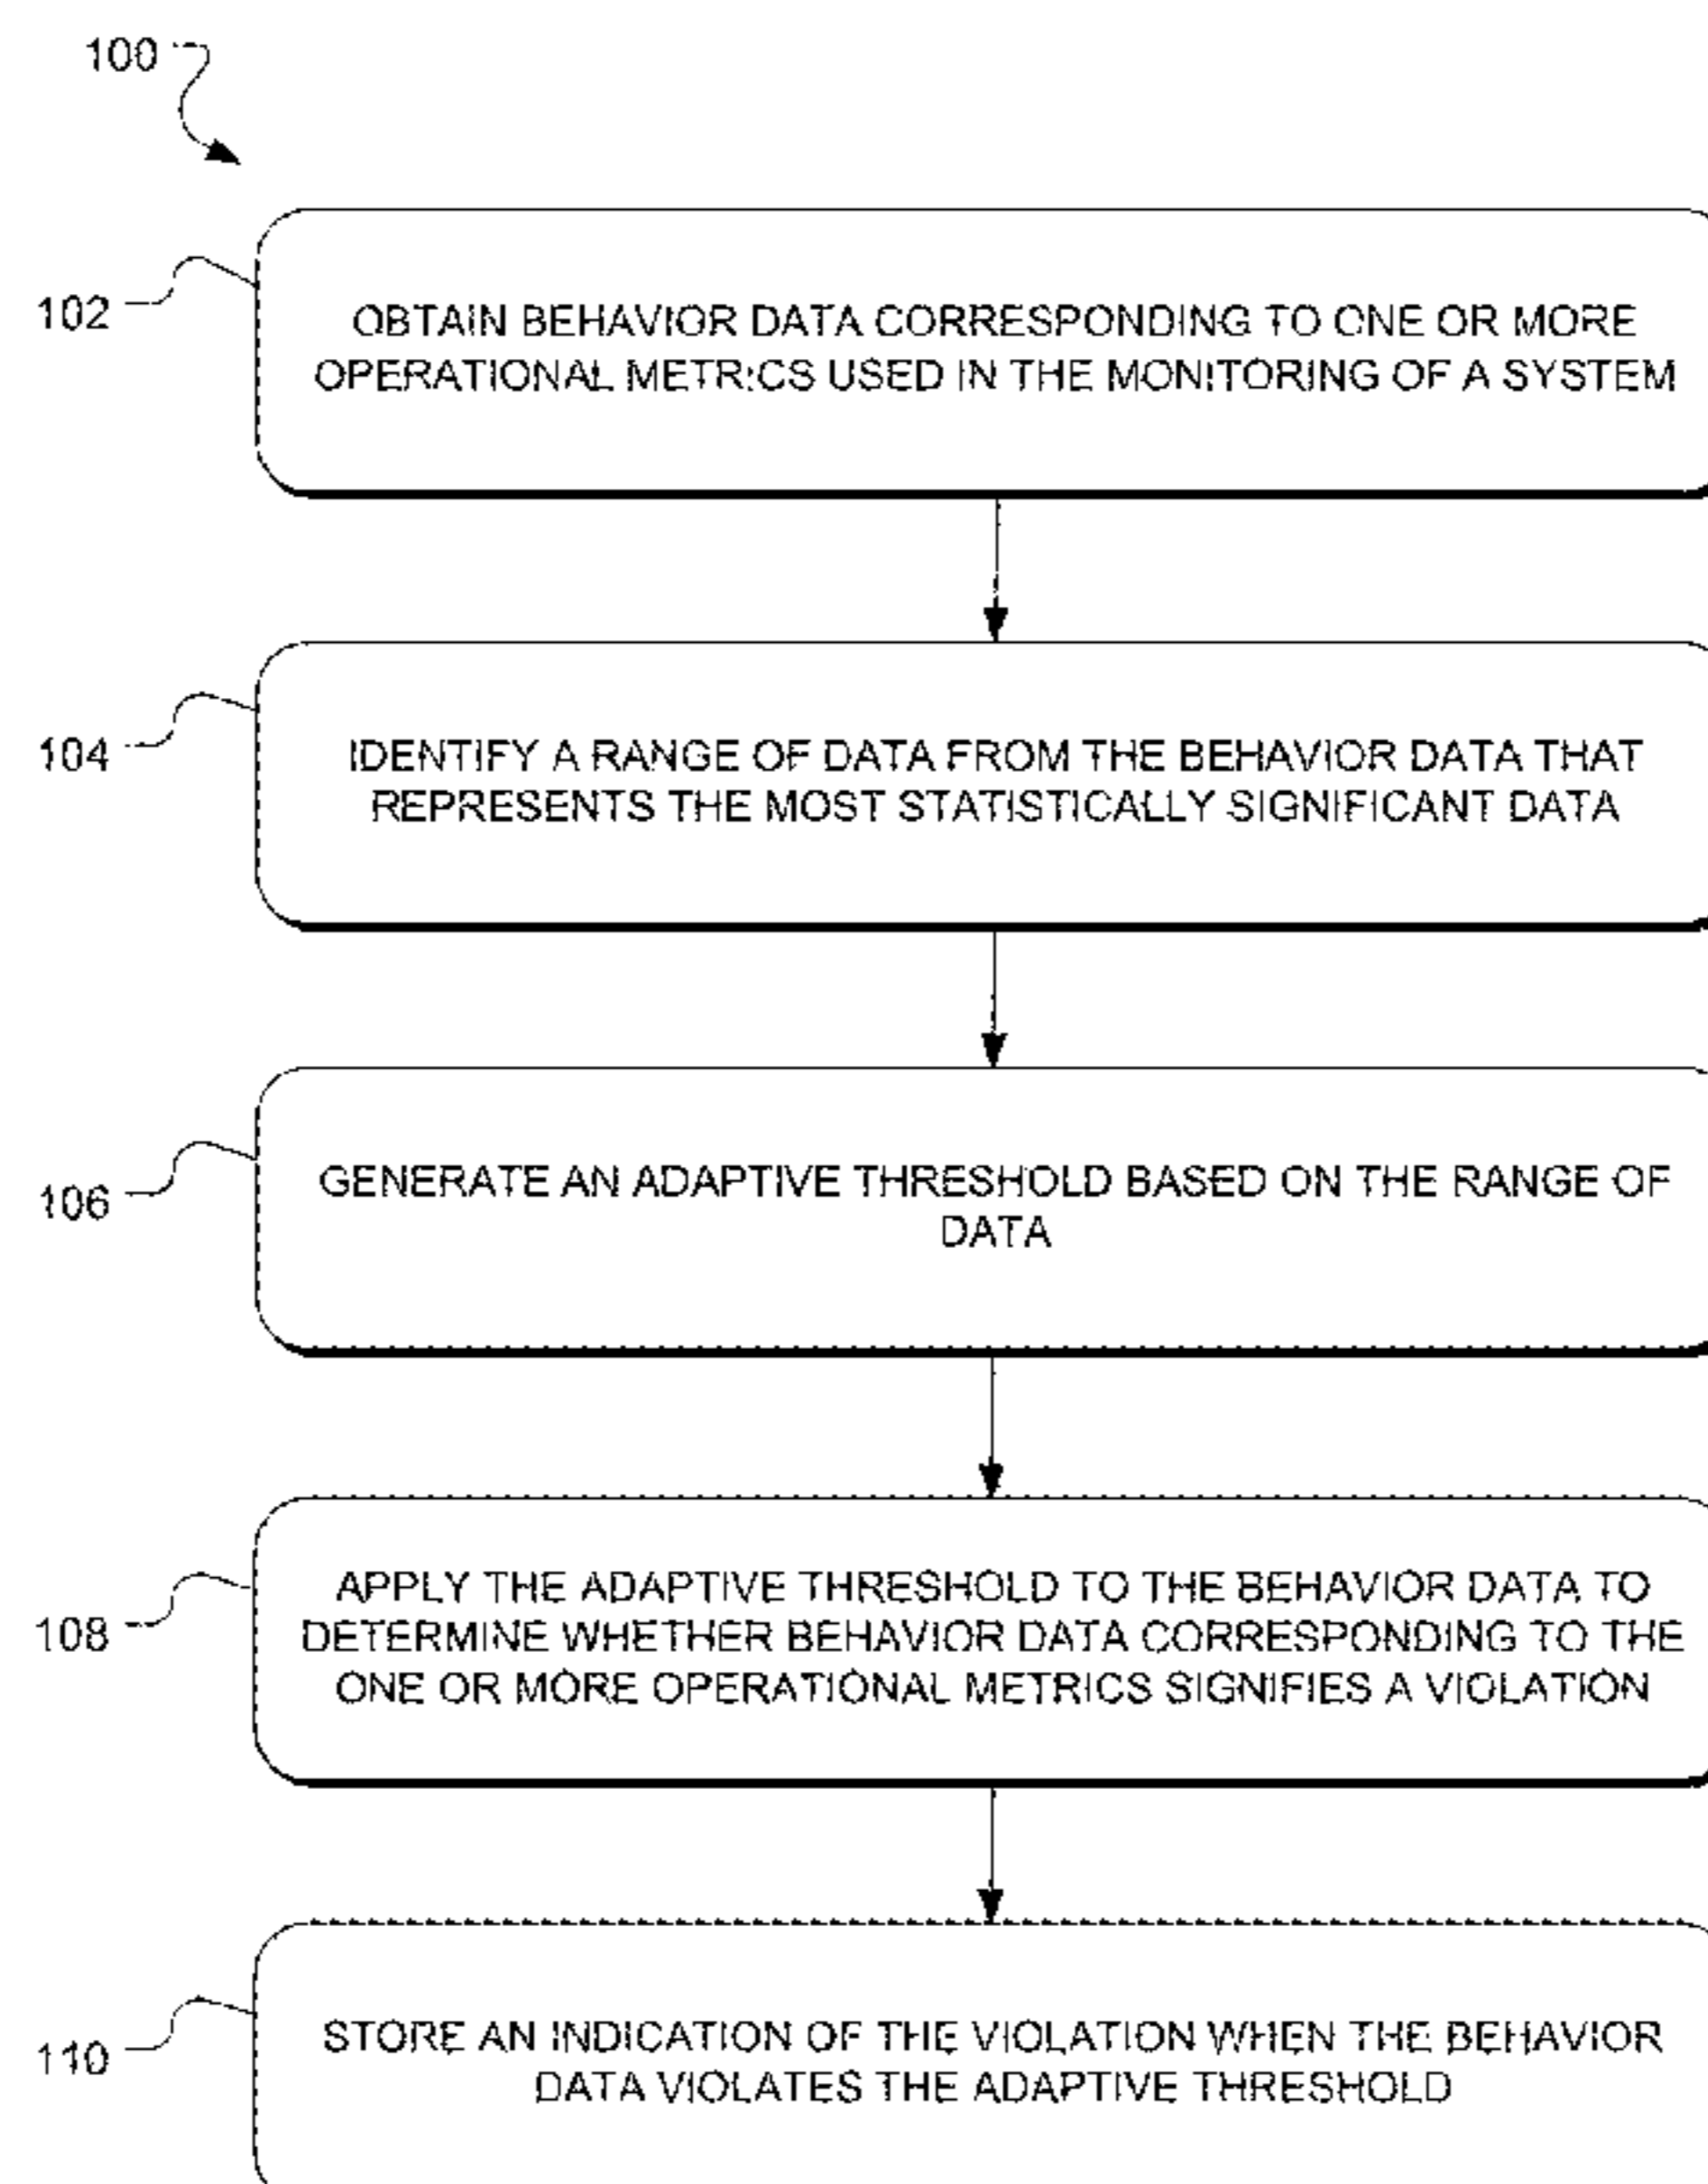 100
102
OBTAIN BEHAVIOR DATA CORRESPONDING TO ONE OR MORE
OPERATIONAL METRICS USED IN THE MONITORING OF A SYSTEM
104
IDENTIFY A RANGE OF DATA FROM THE BEHAVIOR DATA THAT
REPRESENTS THE MOST STATISTICALLY SIGNIFICANT DATA
106
GENERATE AN ADAPTIVE THRESHOLD BASED ON THE RANGE OF
DATA
108
APPLY THE ADAPTIVE THRESHOLD TO THE BEHAVIOR DATA TO
DETERMINE WHETHER BEHAVIOR DATA CORRESPONDING TO THE
ONE OR MORE OPERATIONAL METRICS SIGNIFIES A VIOLATION
110
STORE AN INDICATION OF THE VIOLATION WHEN THE BEHAVIOR
DATA VIOLATES THE ADAPTIVE THRESHOLD